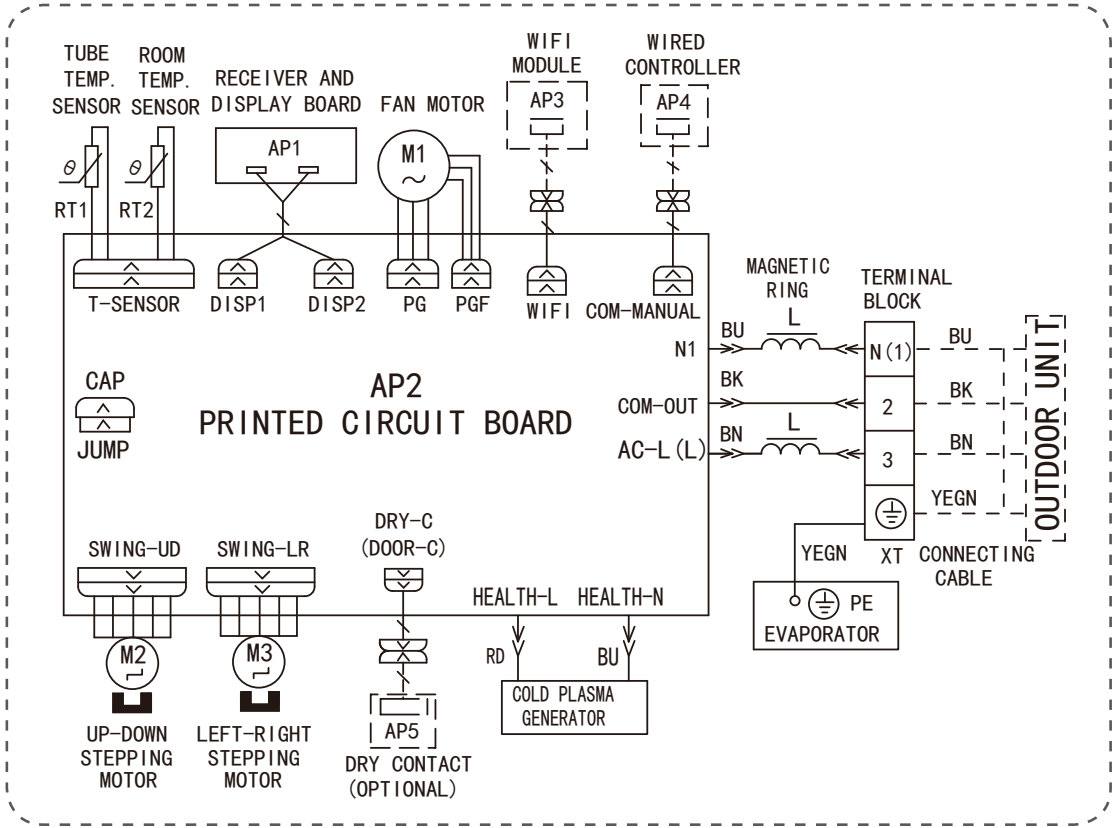 TUBE
TEMP.
SENSOR
ROOM
TEMP.
SENSOR
RECEIVER AND
DISPLAY BOARD
FAN MOTOR
WIFI
MODULE
WIRED
CONTROLLER
AP1
M1
AP3
AP4
θ
θ
RT1
RT2
T-SENSOR
DISP1
DISP2
PG
PGF
WIFI
COM-MANUAL
MAGNETIC
RING
TERMINAL
BLOCK
N1
BU
L
N(1)
BU
COM-OUT
BK
2
BK
AC-L(L)
BN
L
3
BN
YEGN
OUTDOOR UNIT
CAP
JUMP
AP2
PRINTED CIRCUIT BOARD
XT
CONNECTING
CABLE
YEGN
PE
EVAPORATOR
SWING-UD
SWING-LR
DRY-C
(DOOR-C)
HEALTH-L
HEALTH-N
M2
M3
RD
BU
COLD PLASMA
GENERATOR
AP5
UP-DOWN
STEPPING
MOTOR
LEFT-RIGHT
STEPPING
MOTOR
DRY CONTACT
(OPTIONAL)